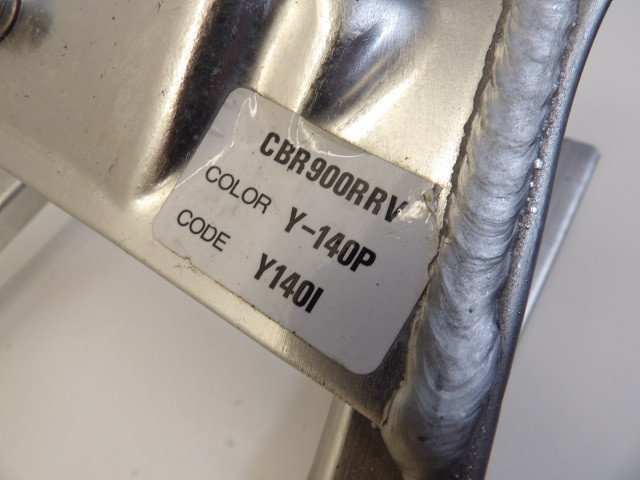 CBR900RRV
COLOR Y-140P
CODE Y140I